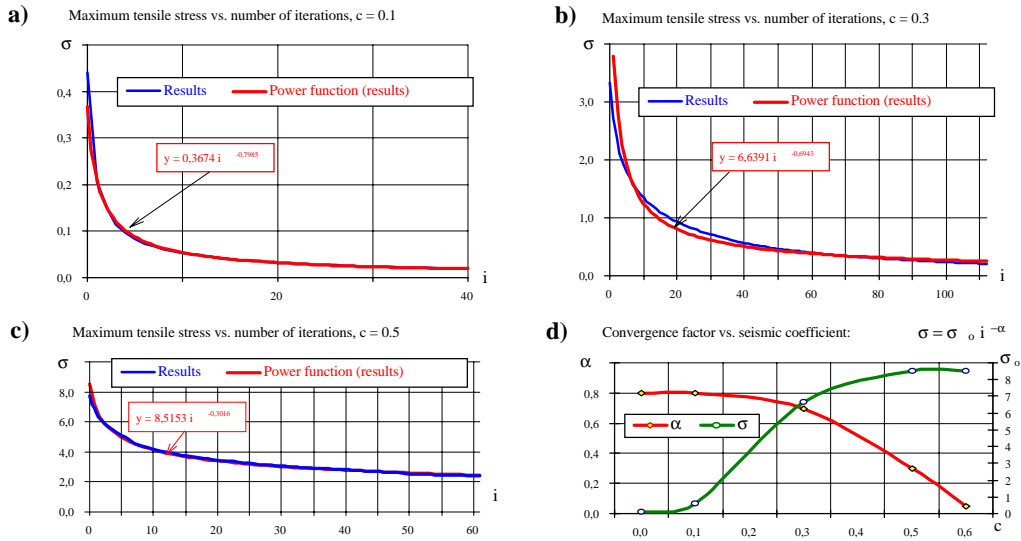 a)
Maximum tensile stress vs. number of iterations, c = 0.1
σ
0,4
0,3
0,2
0,1
0,0
0
20
40
i
Results
Power function (results)
y = 0,3674 i -0,7985
b)
Maximum tensile stress vs. number of iterations, c = 0.3
σ
3,0
2,0
1,0
0,0
0
20
40
60
80
100
i
Results
Power function (results)
y = 6,6391 i -0,6943
c)
Maximum tensile stress vs. number of iterations, c = 0.5
σ
8,0
6,0
4,0
2,0
0,0
0
10
20
30
40
50
60
i
Results
Power function (results)
y = 8,5153 i -0,3016
d)
Convergence factor vs. seismic coefficient:
σ = σ o i −α
α
0,8
0,6
0,4
0,2
0,0
0,0
0,1
0,2
0,3
0,4
0,5
0,6
c
σ o
8
7
6
5
4
3
2
1
0
α
σ